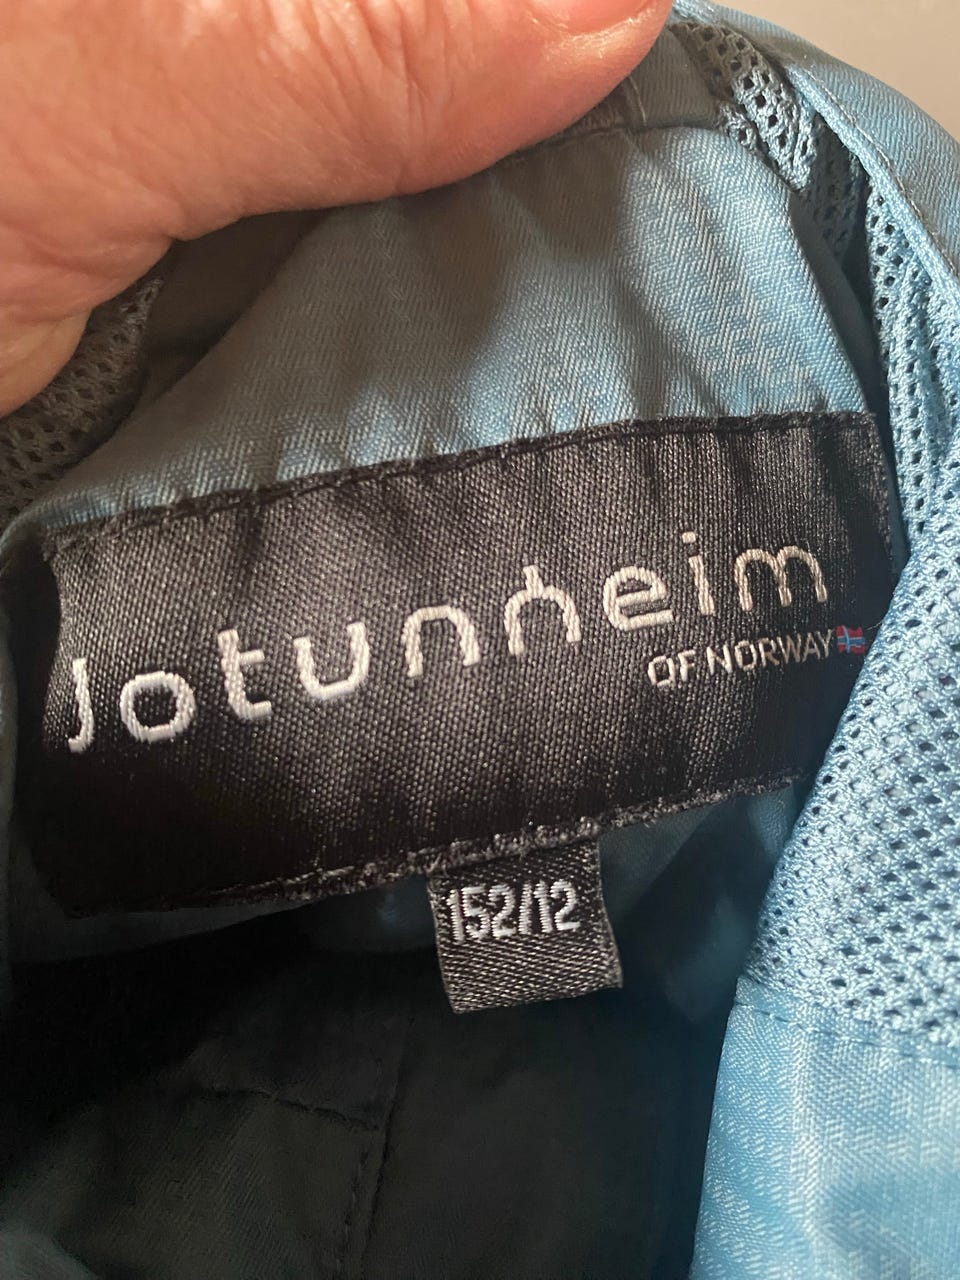 Jotunheim
OF NORWAY
152/12